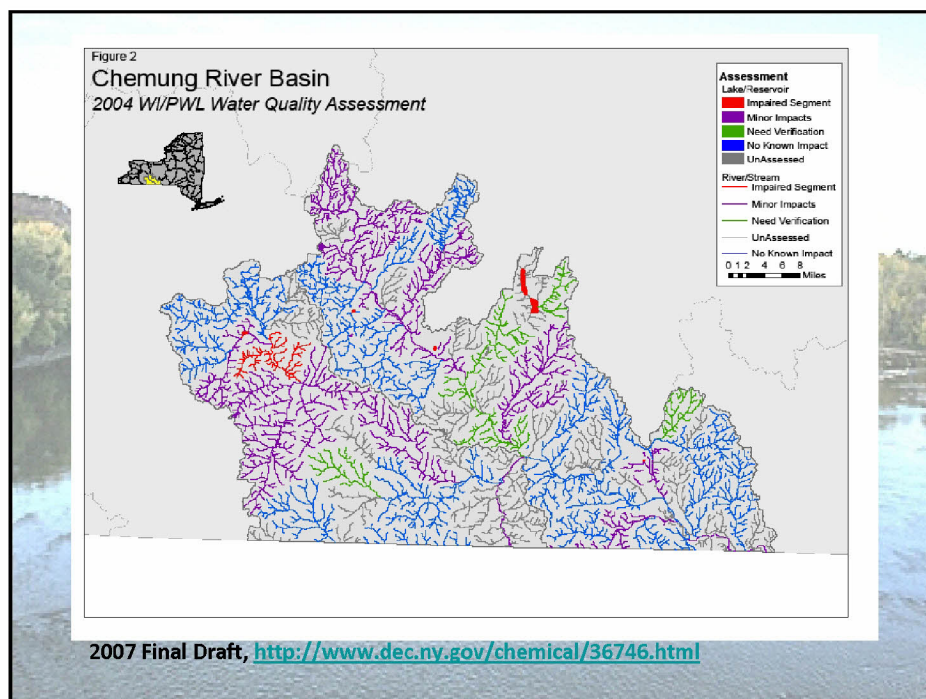 Figure 2
Chemung River Basin
2004 WI/PWL Water Quality Assessment
Assessment
Lake/Reservoir
Impaired Segment
Minor Impacts
Need Verification
No Known Impact
UnAssessed
River/Stream
Impaired Segment
Minor Impacts
Need Verification
UnAssessed
No Known Impact
0 1 2 4 6 8
Miles
2007 Final Draft, http://www.dec.ny.gov/chemical/36746.html